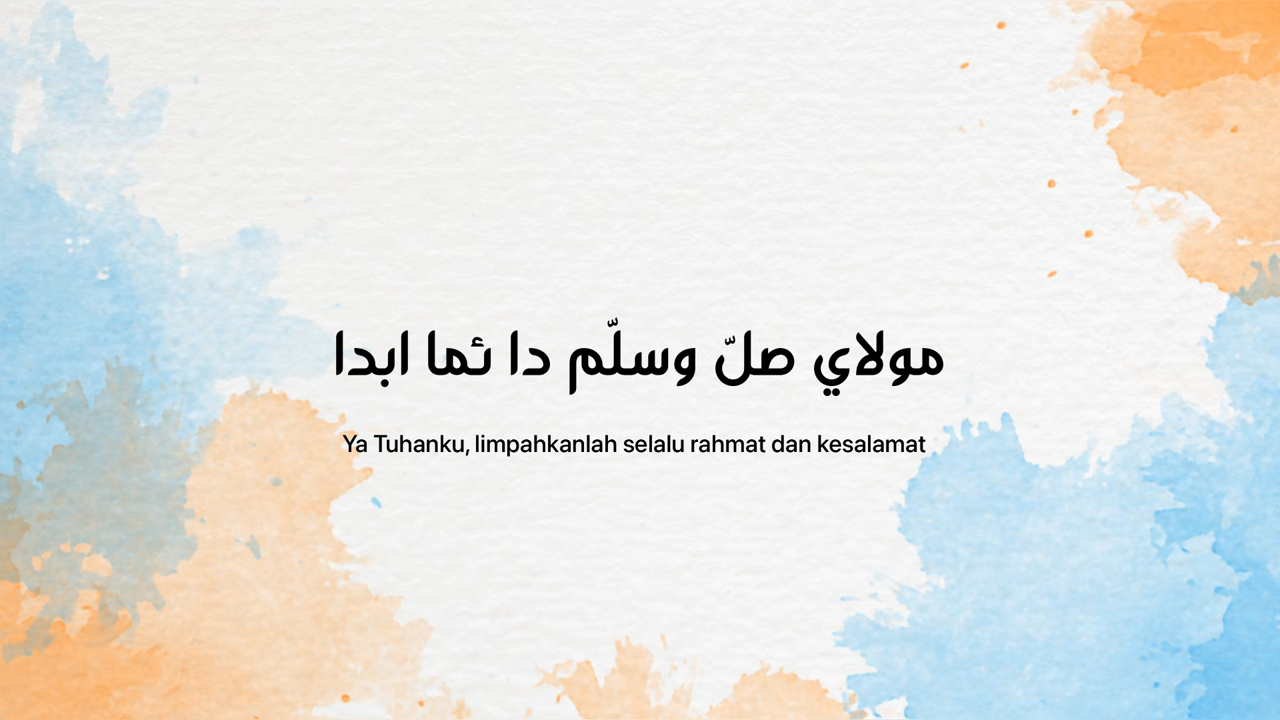 مولاي صلّ وسلّم دا ئما ابدا
Ya Tuhanku, limpahkanlah selalu rahmat dan kesalamat